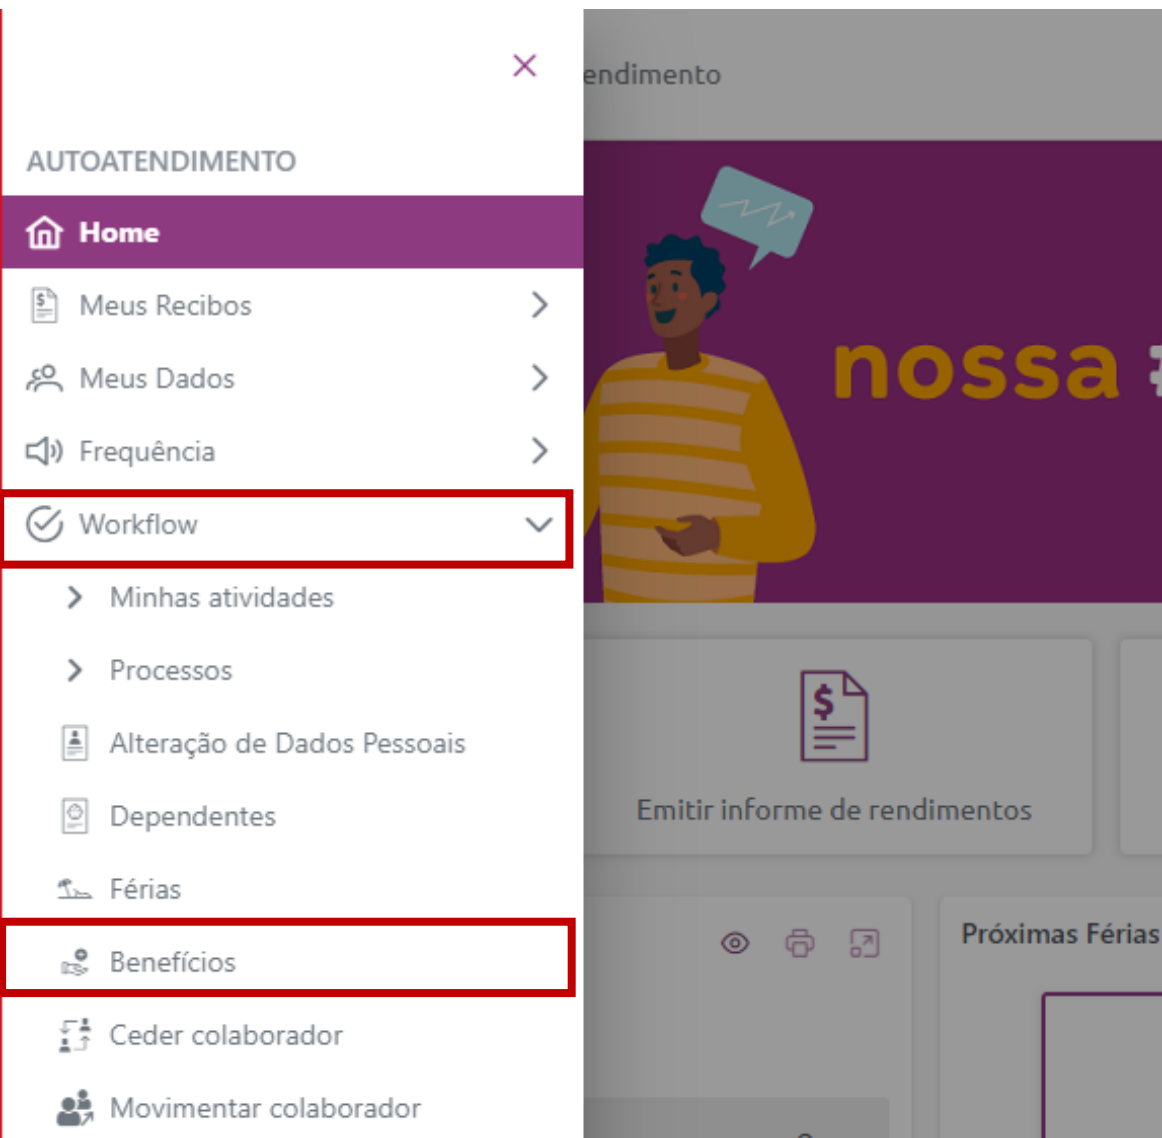 endimento
AUTOATENDIMENTO
Home
Meus Recibos
Meus Dados
Frequência
Workflow
Minhas atividades
Processos
Alteração de Dados Pessoais
Dependentes
Férias
Benefícios
Ceder colaborador
Movimentar colaborador
nossa
$
Emitir informe de rendimentos
Próximas Férias